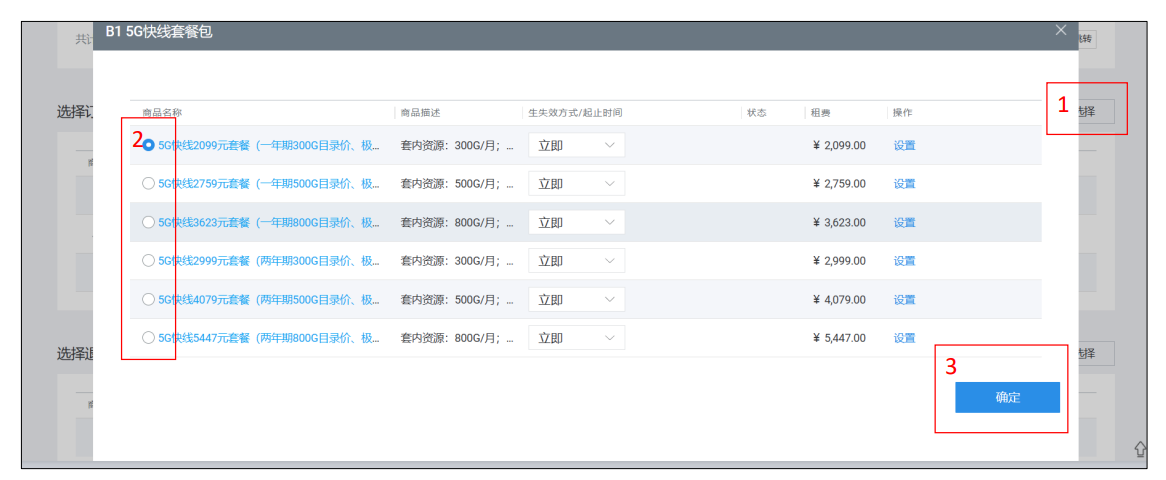 B1 5G快线套餐包
共计
跳转
选择订
1
选择
商品名称 商品描述 生失效方式/起止时间 状态 租费 操作
2
5G快线2099元套餐（一年期300G目录价、极... 套内资源：300G/月；... 立即 ¥ 2,099.00 设置
5G快线2759元套餐（一年期500G目录价、极... 套内资源：500G/月；... 立即 ¥ 2,759.00 设置
5G快线3623元套餐（一年期800G目录价、极... 套内资源：800G/月；... 立即 ¥ 3,623.00 设置
5G快线2999元套餐（两年期300G目录价、极... 套内资源：300G/月；... 立即 ¥ 2,999.00 设置
5G快线4079元套餐（两年期500G目录价、极... 套内资源：500G/月；... 立即 ¥ 4,079.00 设置
5G快线5447元套餐（两年期800G目录价、极... 套内资源：800G/月；... 立即 ¥ 5,447.00 设置
选择退
选择
3
确定